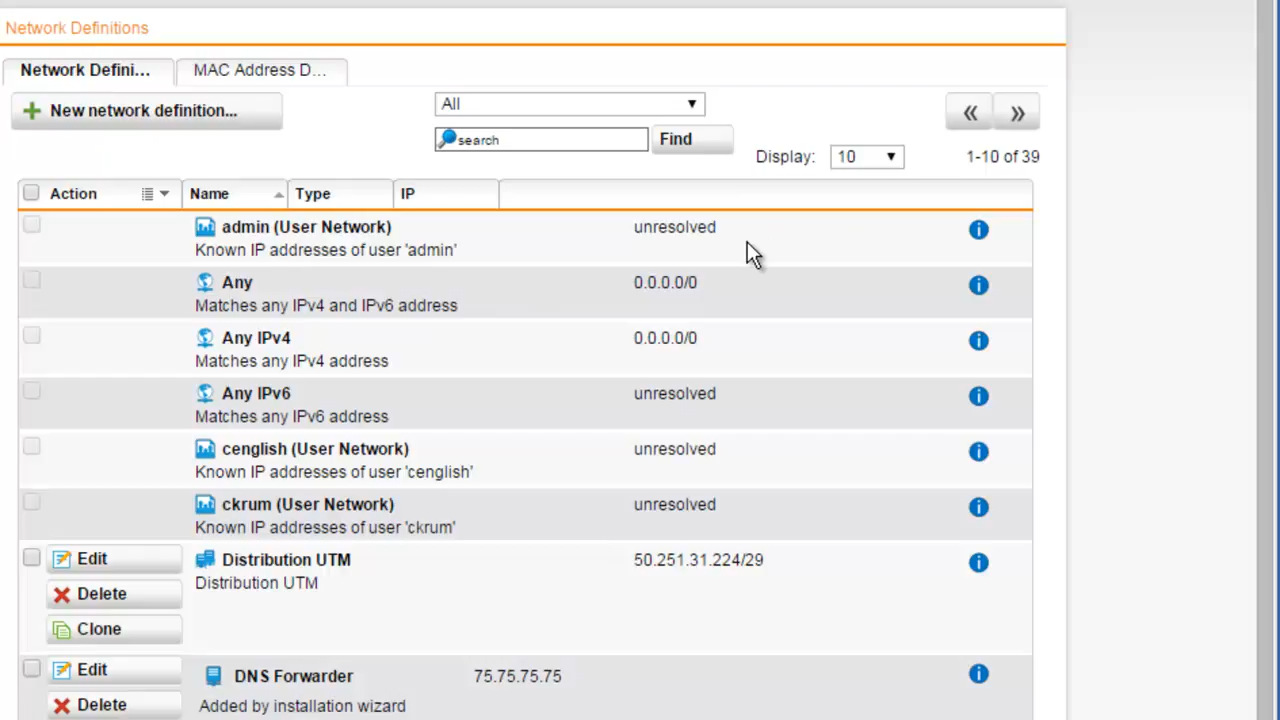 Network Definitions
Network Defini... MAC Address D...
New network definition... All
search Find
Display: 10 1-10 of 39
Action Name Type IP
admin (User Network) unresolved
Known IP addresses of user 'admin'
Any 0.0.0.0/0
Matches any IPv4 and IPv6 address
Any IPv4 0.0.0.0/0
Matches any IPv4 address
Any IPv6 unresolved
Matches any IPv6 address
cenglish (User Network) unresolved
Known IP addresses of user 'cenglish'
ckrum (User Network) unresolved
Known IP addresses of user 'ckrum'
Edit Distribution UTM 50.251.31.224/29
Distribution UTM
Delete
Clone
Edit DNS Forwarder 75.75.75.75
Delete Added by installation wizard